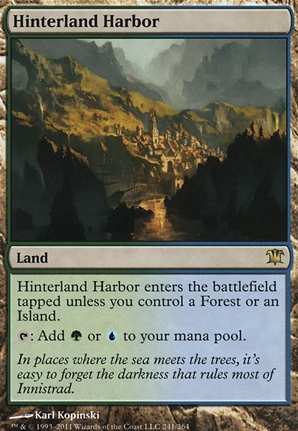 Hinterland Harbor
Land
Hinterland Harbor enters the battlefield
tapped unless you control a Forest or an
Island.
: Add or to your mana pool.
In places where the sea meets the trees, it's
easy to forget the darkness that rules most of
Innistrad.
Karl Kopinski
™ & © 1993-2011 Wizards of the Coast LLC 241/264